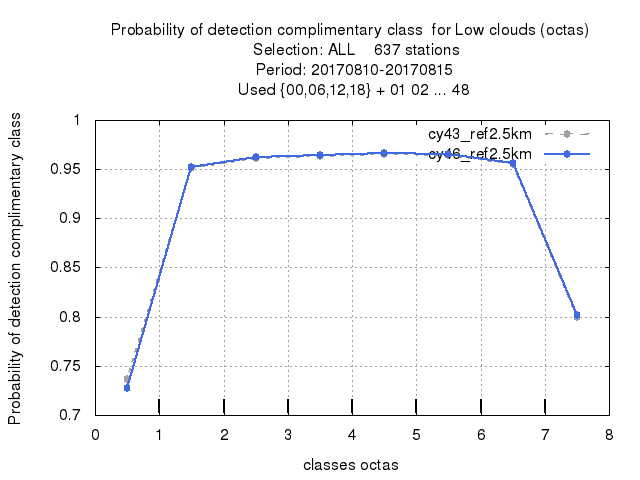 Probability of detection complimentary class  for Low clouds (octas)
Selection: ALL    637 stations
Period: 20170810-20170815
Used {00,06,12,18} + 01 02 ... 48
Probability of detection complimentary class
cy43_ref2.5km
cy46_ref2.5km
1
0.95
0.9
0.85
0.8
0.75
0.7
0 1 2 3 4 5 6 7 8
classes octas